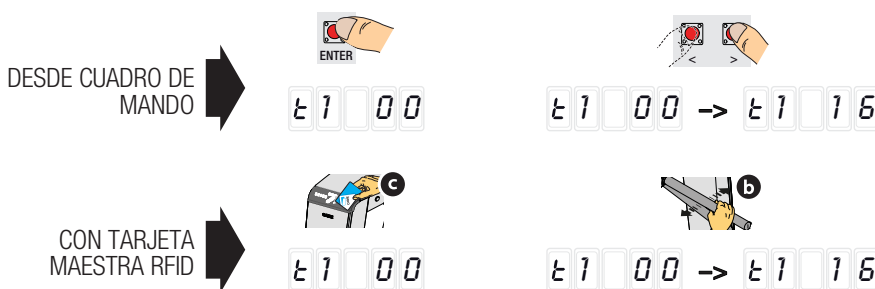 ENTER
< >
DESDE CUADRO DE
MANDO
t1 00
t1 00 -> t1 16
c
b
CON TARJETA
MAESTRA RFID
t1 00
t1 00 -> t1 16